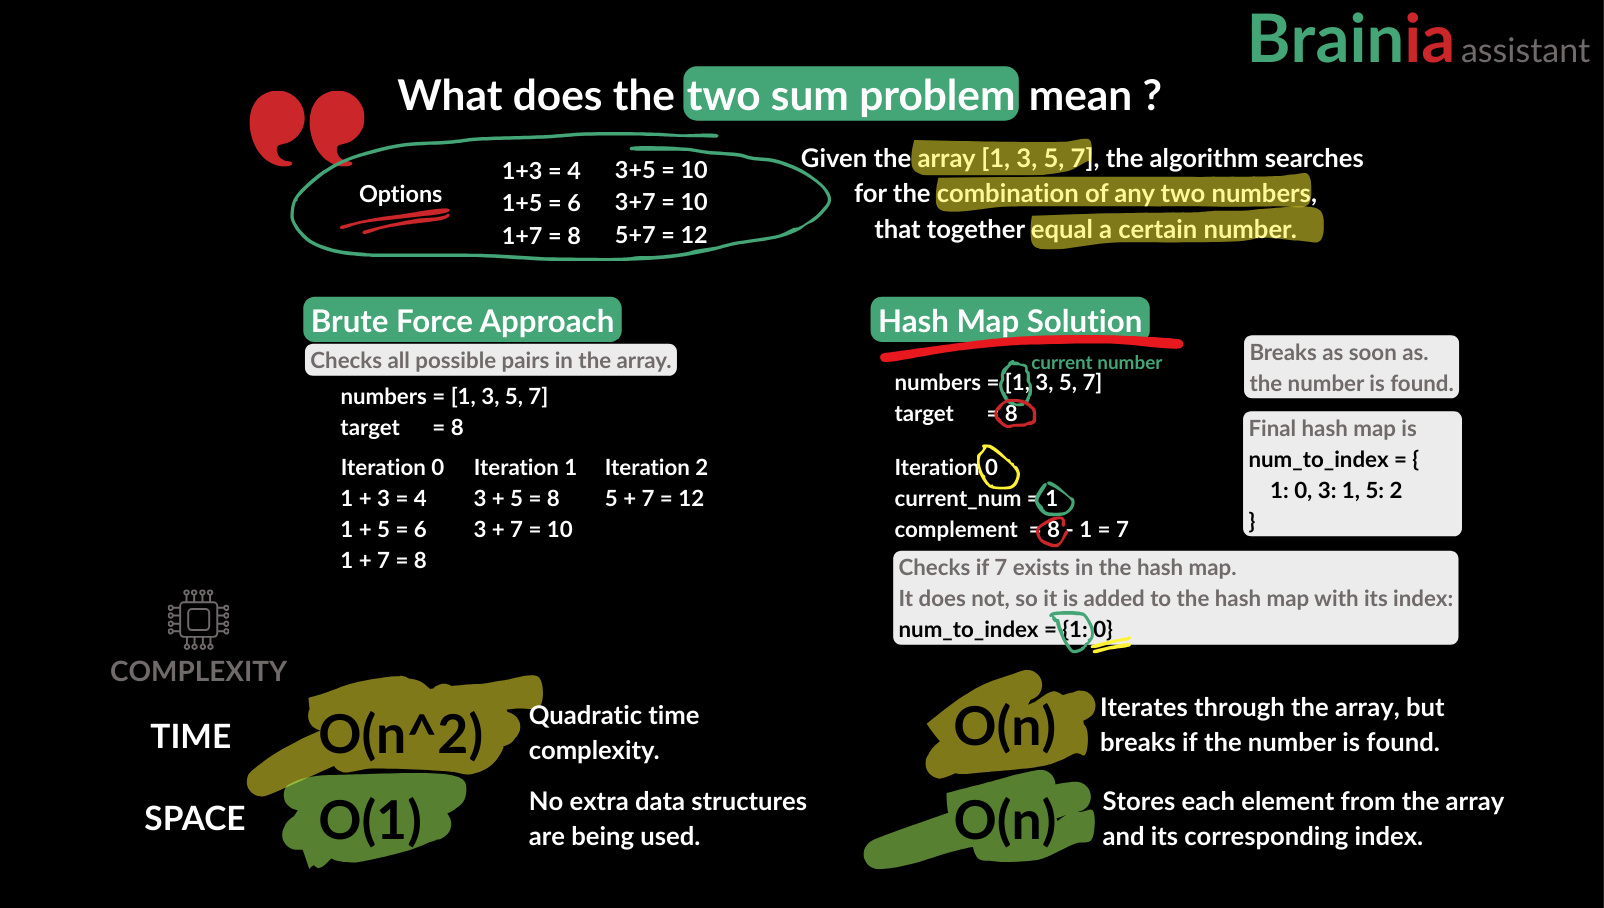 Brainia assistant
What does the two sum problem mean ?
Options
1+3 = 4 3+5 = 10
1+5 = 6 3+7 = 10
1+7 = 8 5+7 = 12
Given the array [1, 3, 5, 7], the algorithm searches
for the combination of any two numbers,
that together equal a certain number.
Brute Force Approach
Checks all possible pairs in the array.
numbers = [1, 3, 5, 7]
target = 8
Iteration 0 Iteration 1 Iteration 2
1 + 3 = 4 3 + 5 = 8 5 + 7 = 12
1 + 5 = 6 3 + 7 = 10
1 + 7 = 8
Hash Map Solution
current number
numbers = [1, 3, 5, 7]
target = 8
Iteration 0
current_num = 1
complement = 8 - 1 = 7
Checks if 7 exists in the hash map.
It does not, so it is added to the hash map with its index:
num_to_index = {1: 0}
Breaks as soon as.
the number is found.
Final hash map is
num_to_index = {
1: 0, 3: 1, 5: 2
}
COMPLEXITY
TIME
O(n^2)
Quadratic time
complexity.
O(n)
Iterates through the array, but
breaks if the number is found.
SPACE
O(1)
No extra data structures
are being used.
O(n)
Stores each element from the array
and its corresponding index.